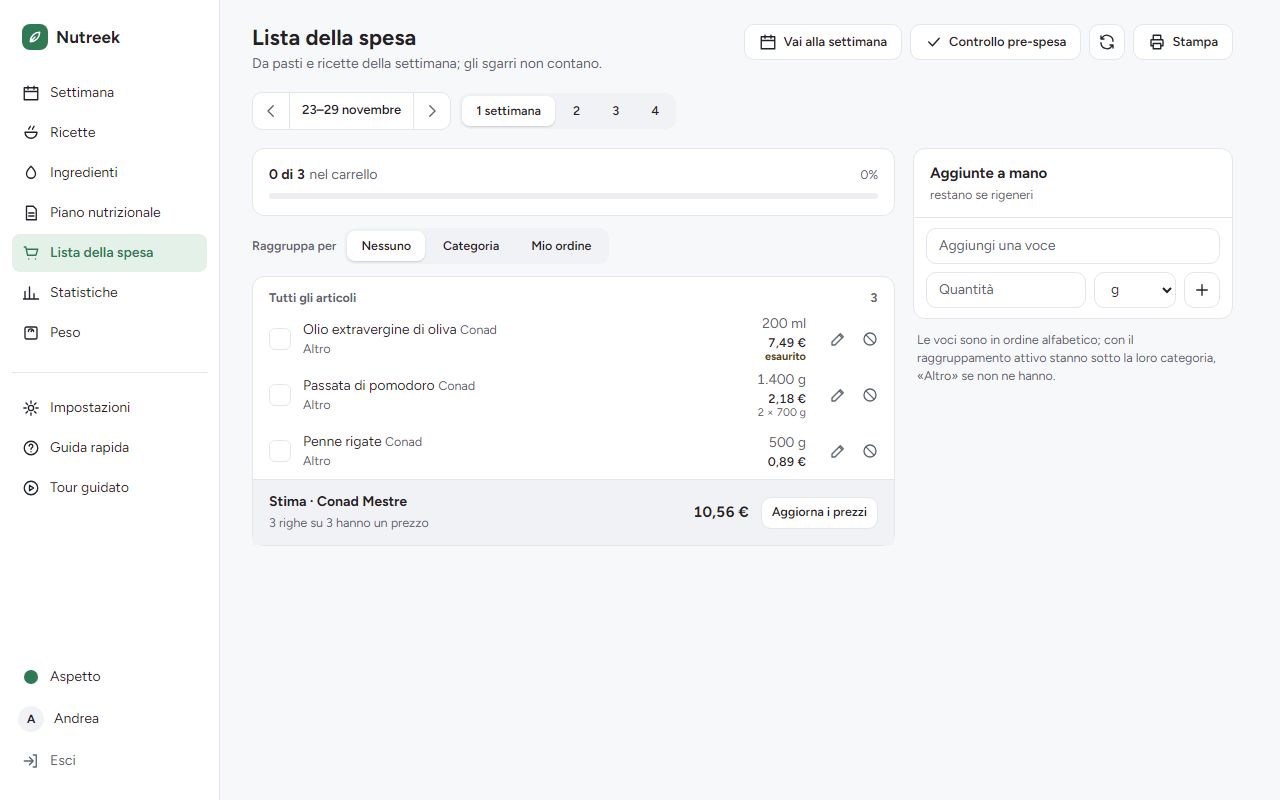 Nutreek
Settimana
Ricette
Ingredienti
Piano nutrizionale
Lista della spesa
Statistiche
Peso
Impostazioni
Guida rapida
Tour guidato
Aspetto
A Andrea
Esci
Lista della spesa
Da pasti e ricette della settimana; gli sgarri non contano.
Vai alla settimana
Controllo pre-spesa
Stampa
23–29 novembre
1 settimana 2 3 4
0 di 3 nel carrello 0%
Raggruppa per Nessuno Categoria Mio ordine
Tutti gli articoli 3
Olio extravergine di oliva Conad
Altro
200 ml
7,49 €
esaurito
Passata di pomodoro Conad
Altro
1.400 g
2,18 €
2 × 700 g
Penne rigate Conad
Altro
500 g
0,89 €
Stima · Conad Mestre
3 righe su 3 hanno un prezzo
10,56 €
Aggiorna i prezzi
Aggiunte a mano
restano se rigeneri
Aggiungi una voce
Quantità g
Le voci sono in ordine alfabetico; con il
raggruppamento attivo stanno sotto la loro categoria,
«Altro» se non ne hanno.